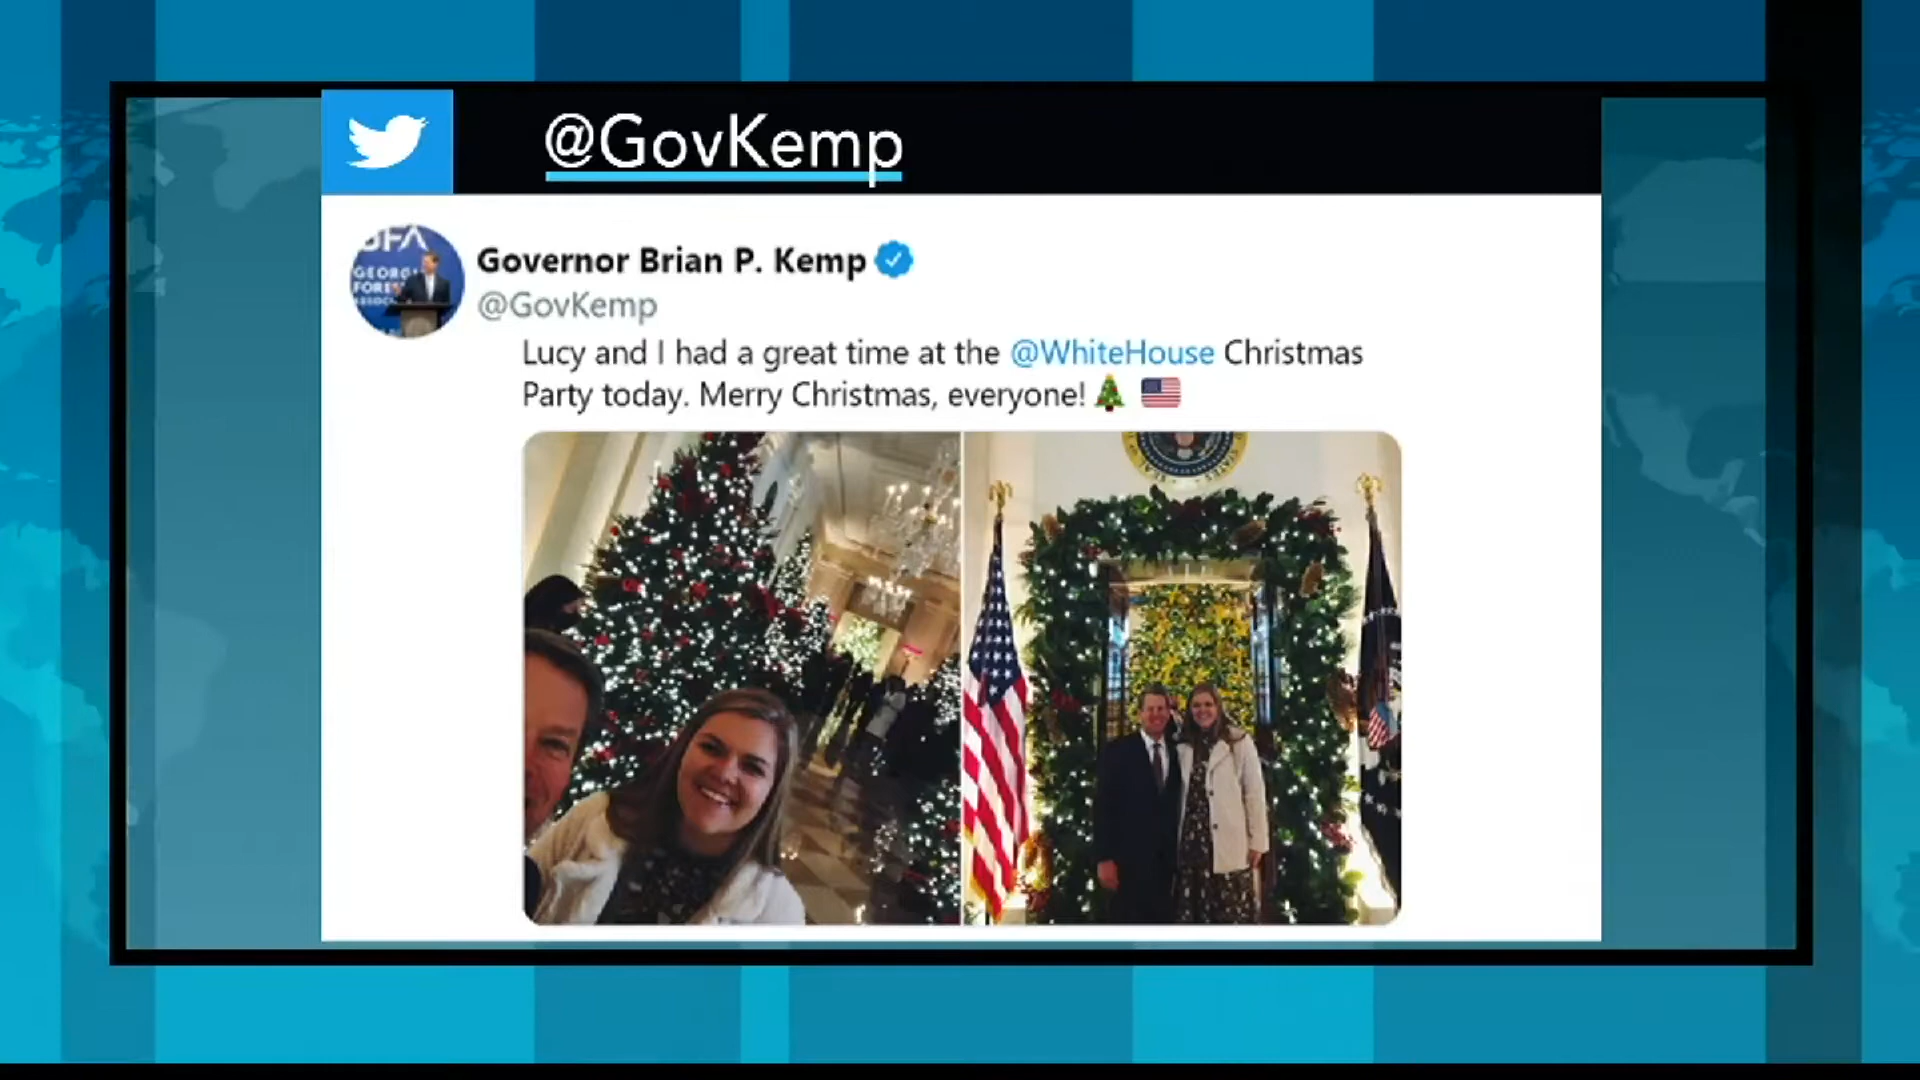 @GovKemp
Governor Brian P. Kemp
@GovKemp
Lucy and I had a great time at the @WhiteHouse Christmas
Party today. Merry Christmas, everyone! 🎄 🇺🇸